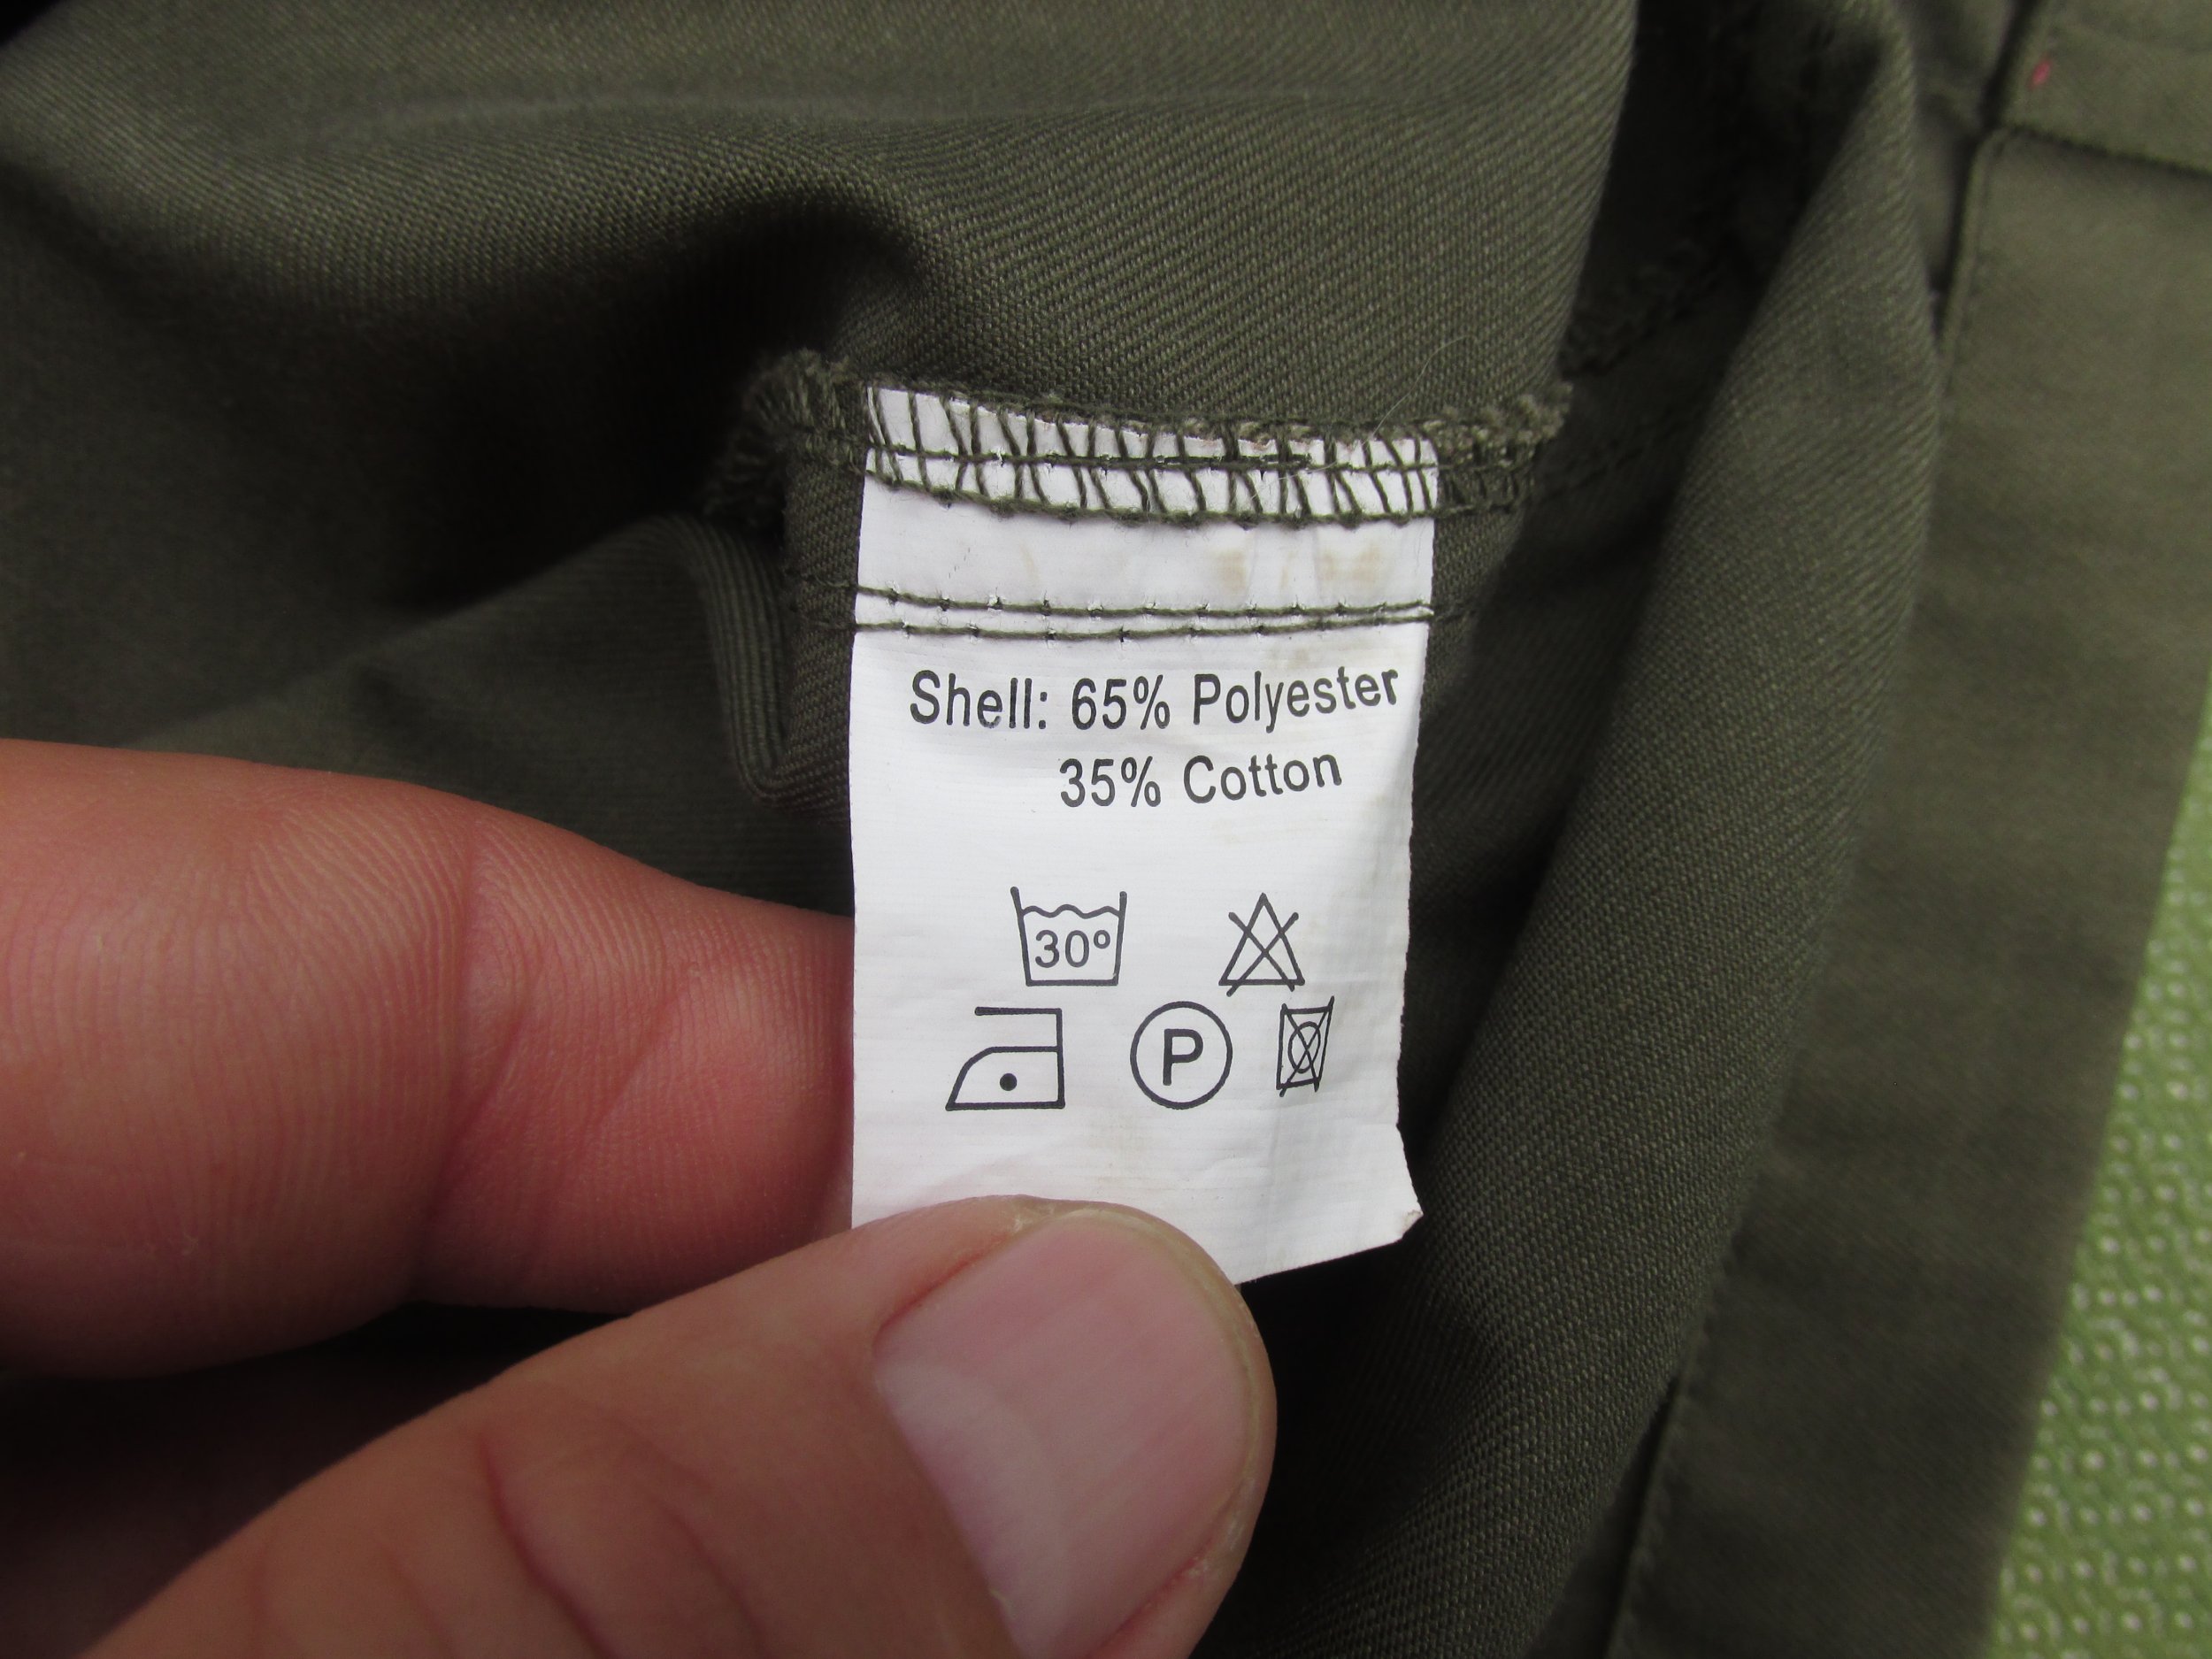 Shell: 65% Polyester
35% Cotton
30°
P